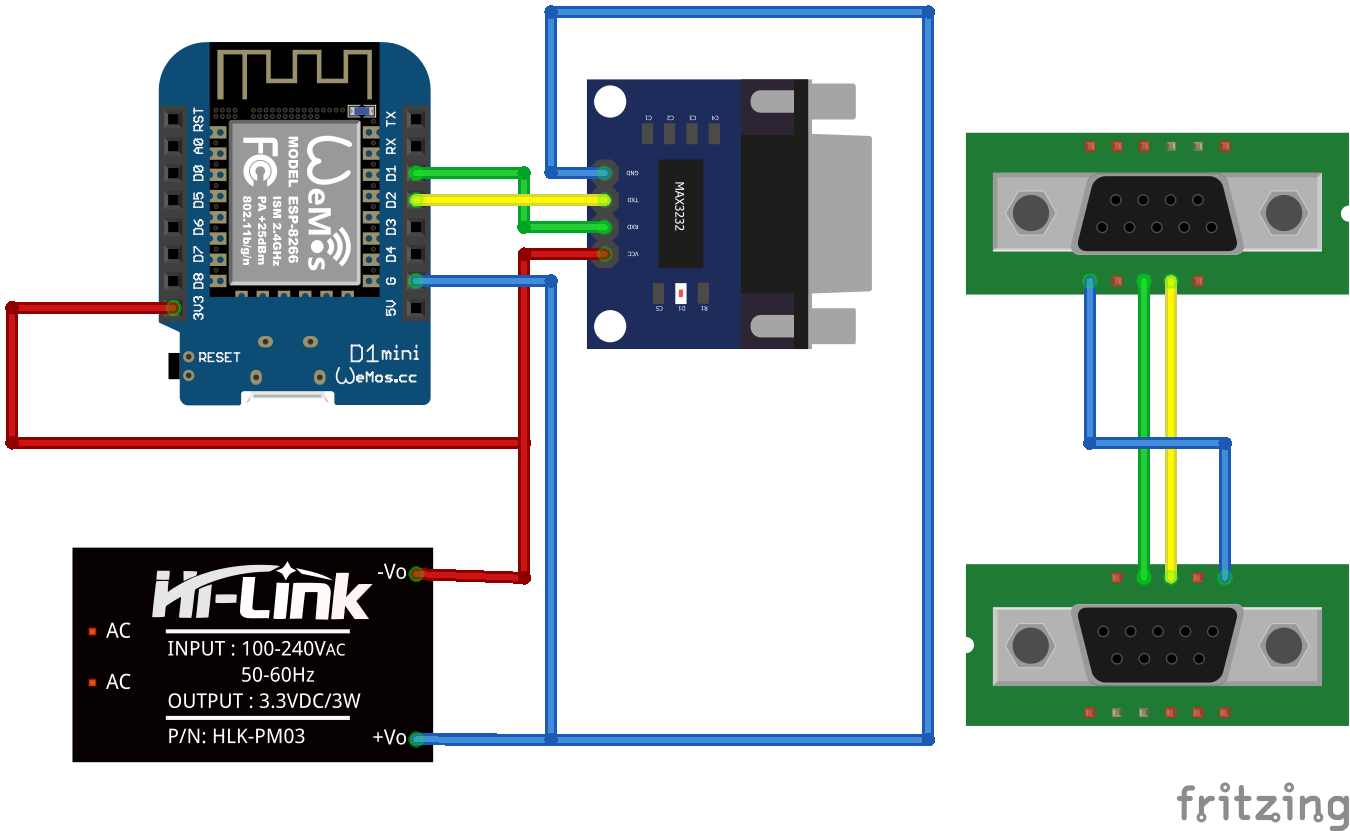 RST
A0
D0
D5
D6
D7
D8
3V3
TX
RX
D1
D2
D3
D4
G
5V
WeMos
MODEL ESP-8266
ISM 2.4GHz
PA +25dBm
802.11b/g/n
FC
RESET
D1mini
WeMos.cc
C1
C2
C3
C4
GND
TXD
RXD
VCC
MAX3232
C5
D1
R1
Hi-Link
-Vo
AC
INPUT : 100-240VAC
50-60Hz
AC
OUTPUT : 3.3VDC/3W
P/N: HLK-PM03
+Vo
fritzing